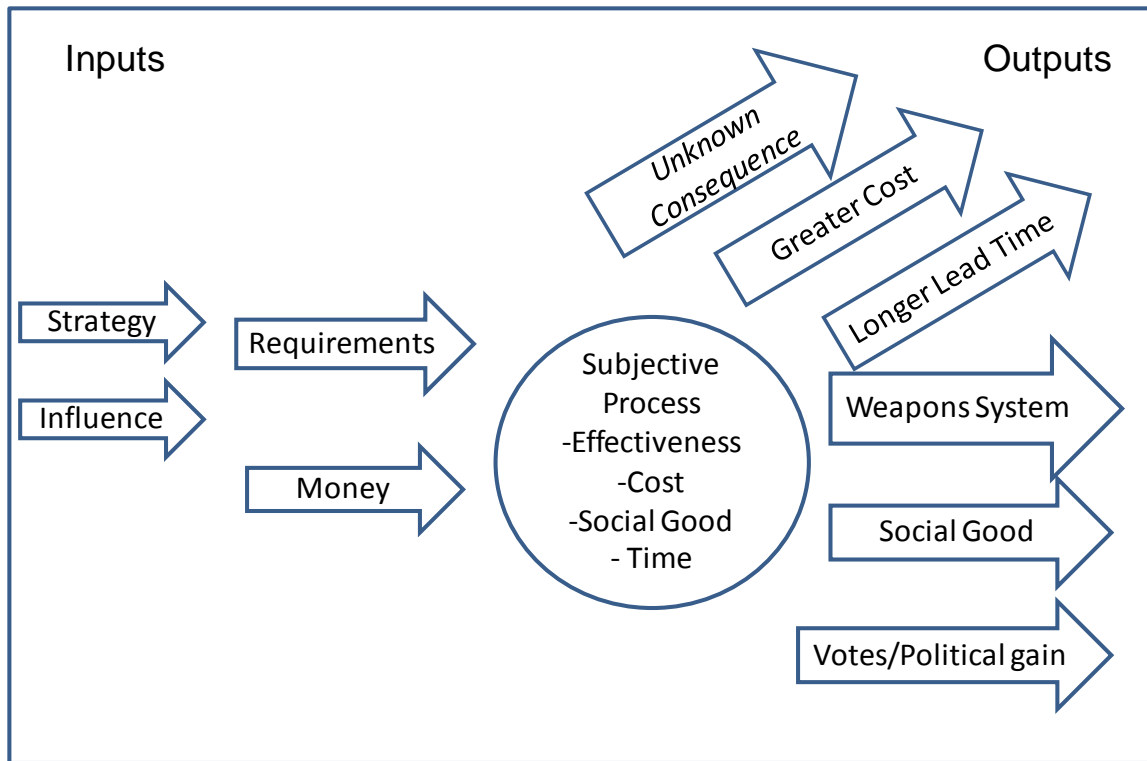 Inputs
Outputs
Unknown
Consequence
Greater Cost
Longer Lead Time
Strategy
Influence
Requirements
Money
Subjective
Process
-Effectiveness
-Cost
-Social Good
- Time
Weapons System
Social Good
Votes/Political gain